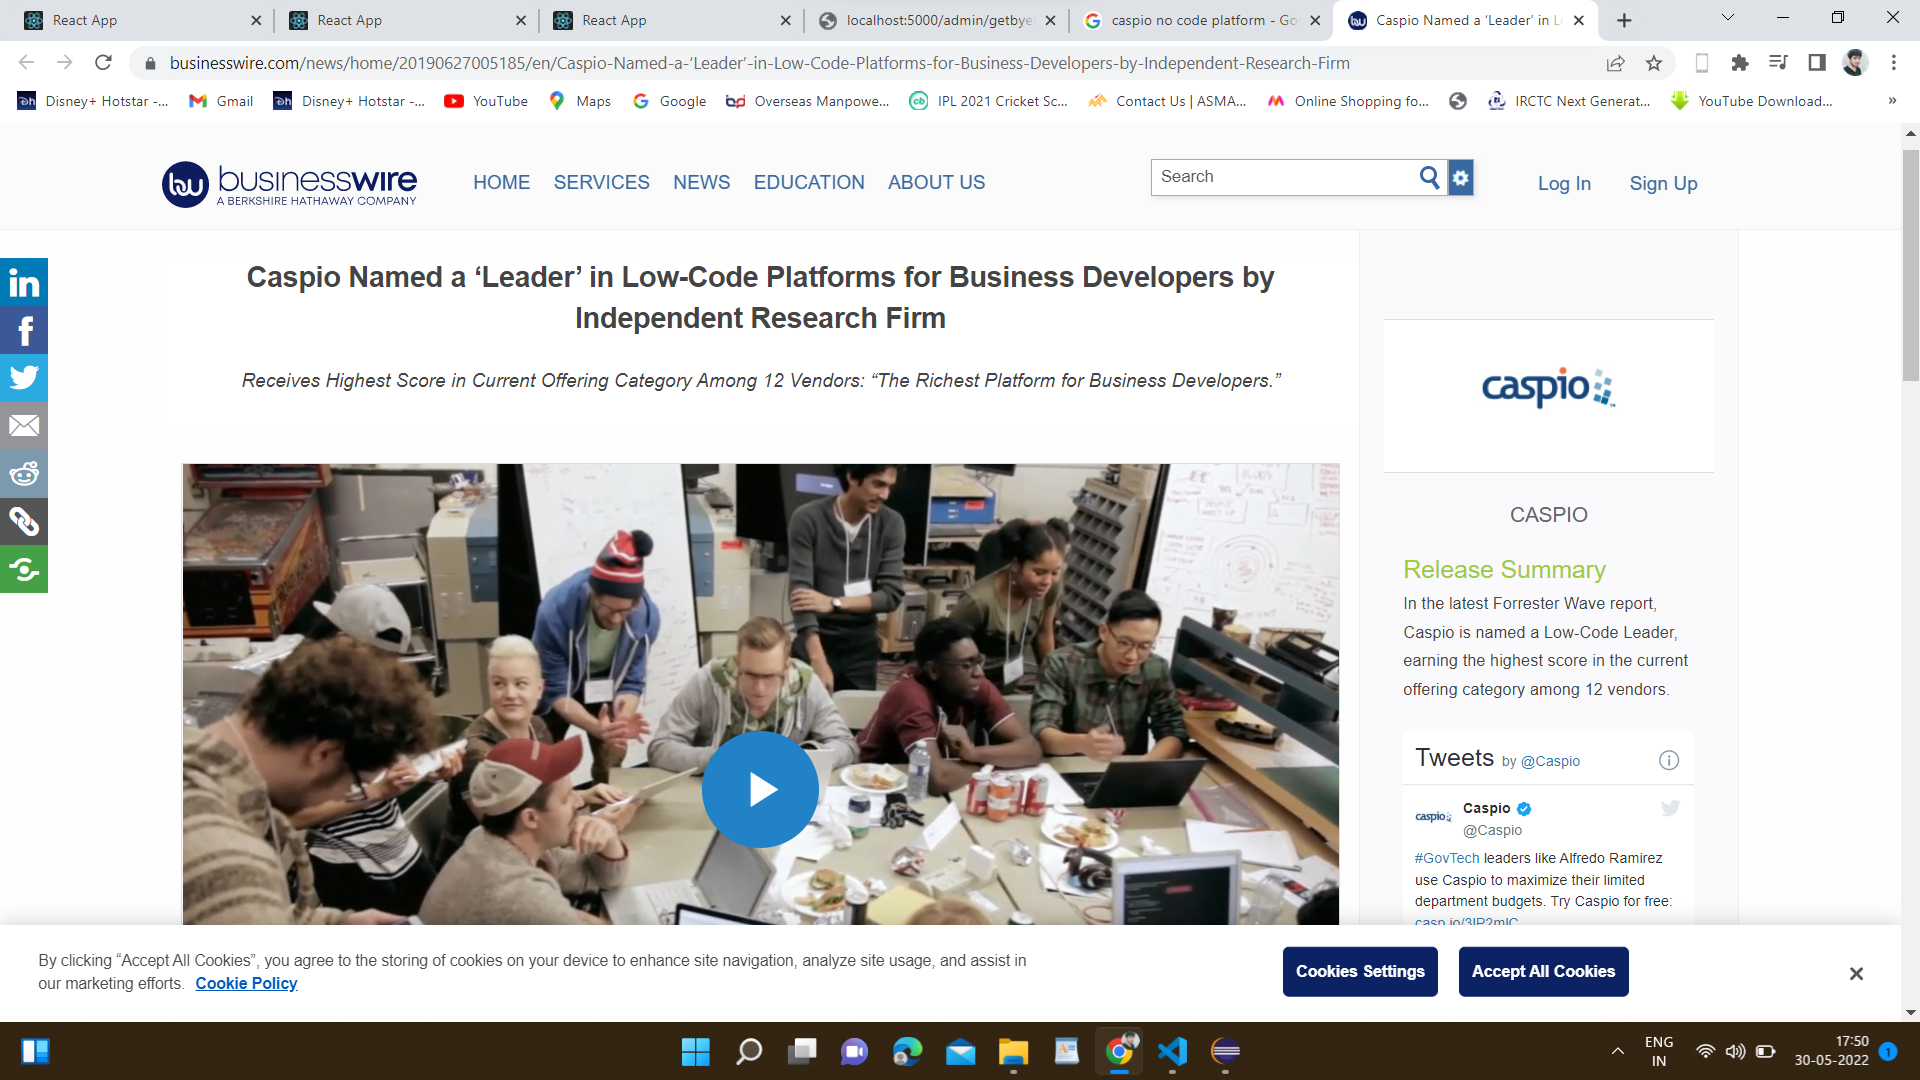 React App
React App
React App
localhost:5000/admin/getbye
caspio no code platform - Go
Caspio Named a ‘Leader’ in L
businesswire.com/news/home/20190627005185/en/Caspio-Named-a-‘Leader’-in-Low-Code-Platforms-for-Business-Developers-by-Independent-Research-Firm
Disney+ Hotstar -...
Gmail
Disney+ Hotstar -...
YouTube
Maps
Google
Overseas Manpowe...
IPL 2021 Cricket Sc...
Contact Us | ASMA...
Online Shopping fo...
IRCTC Next Generat...
YouTube Download...
»
businesswire
A BERKSHIRE HATHAWAY COMPANY
HOME SERVICES NEWS EDUCATION ABOUT US
Search
Log In Sign Up
Caspio Named a ‘Leader’ in Low-Code Platforms for Business Developers by
Independent Research Firm
Receives Highest Score in Current Offering Category Among 12 Vendors: “The Richest Platform for Business Developers.”
caspio
CASPIO
Release Summary
In the latest Forrester Wave report,
Caspio is named a Low-Code Leader,
earning the highest score in the current
offering category among 12 vendors.
Tweets by @Caspio
caspio
Caspio
@Caspio
#GovTech leaders like Alfredo Ramirez
use Caspio to maximize their limited
department budgets. Try Caspio for free:
casp.io/3IP2mIC
By clicking “Accept All Cookies”, you agree to the storing of cookies on your device to enhance site navigation, analyze site usage, and assist in
our marketing efforts. Cookie Policy
Cookies Settings
Accept All Cookies
ENG
IN
17:50
30-05-2022
1